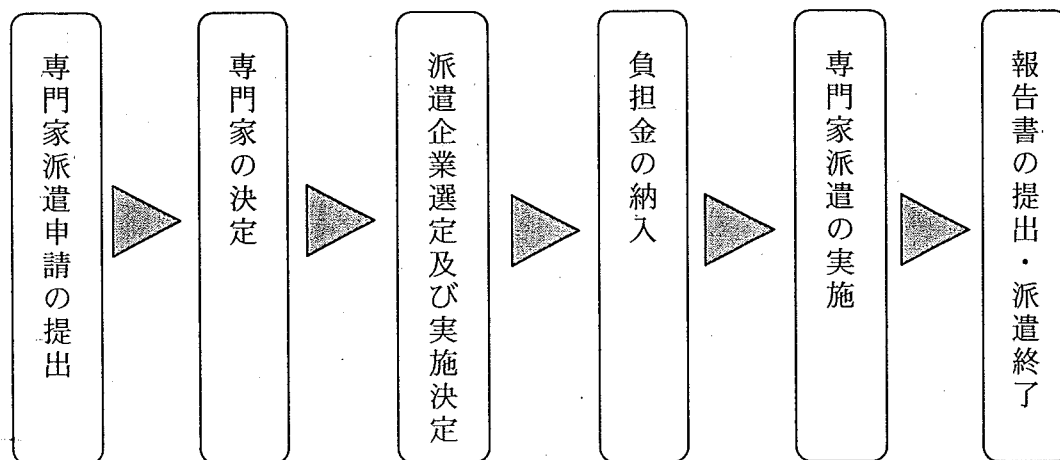 専門家派遣申請の提出
専門家の決定
派遣企業選定及び実施決定
負担金の納入
専門家派遣の実施
報告書の提出・派遣終了